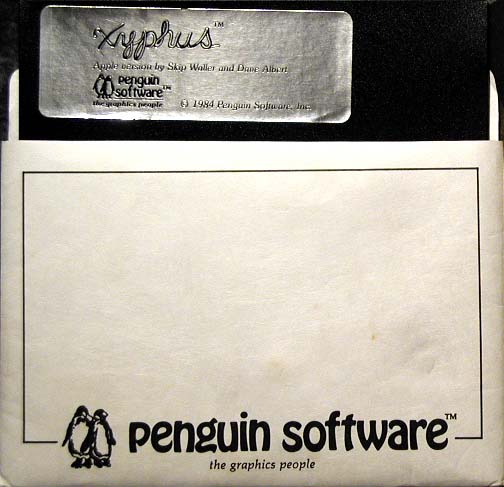 Xyphus™
Apple version by Skip Waller and Dave Albert
penguin
software™
the graphics people © 1984 Penguin Software, Inc.
penguin software™
the graphics people